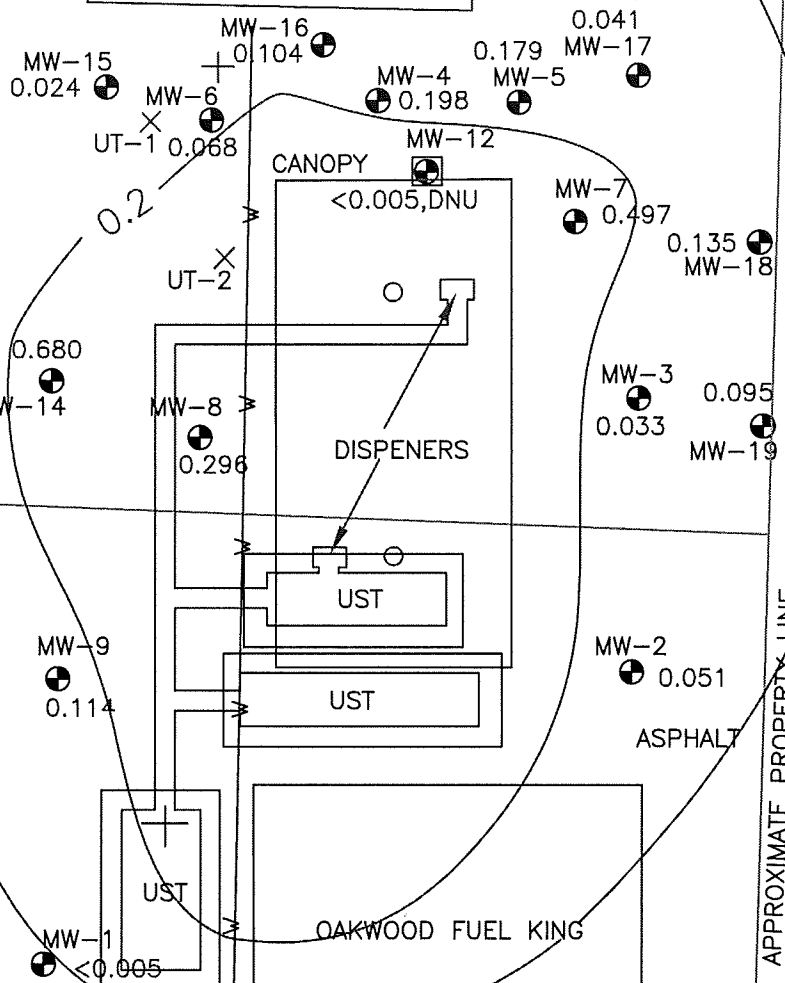 0.041
MW-16
MW-17
0.104
0.179
MW-15
MW-4
MW-5
0.024
0.198
MW-6
UT-1
0.068
MW-12
CANOPY
<0.005,DNU
MW-7
0.497
0.2
0.135
MW-18
UT-2
W
0.680
MW-3
0.095
W-14
MW-8
W
0.033
0.296
DISPENERS
MW-19
W
UST
MW-9
MW-2
0.051
0.114
UST
W
ASPHALT
APPROXIMATE PROPERTY LINE
UST
OAKWOOD FUEL KING
W
MW-1
<0.005